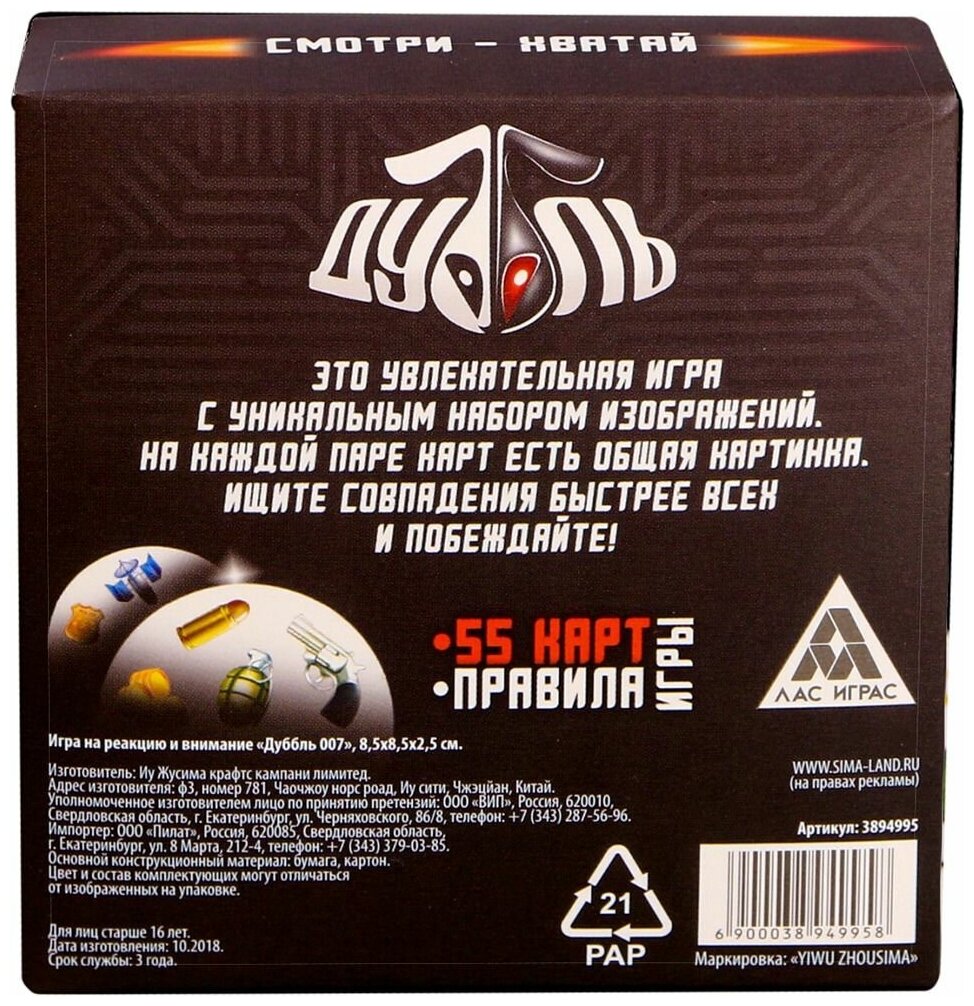 СМОТРИ - ХВАТАЙ
ДУББЛЬ
ЭТО УВЛЕКАТЕЛЬНАЯ ИГРА
С УНИКАЛЬНЫМ НАБОРОМ ИЗОБРАЖЕНИЙ.
НА КАЖДОЙ ПАРЕ КАРТ ЕСТЬ ОБЩАЯ КАРТИНКА.
ИЩИТЕ СОВПАДЕНИЯ БЫСТРЕЕ ВСЕХ
И ПОБЕЖДАЙТЕ!
•55 КАРТ
•ПРАВИЛА ИГРЫ
ЛАС ИГРАС
Игра на реакцию и внимание «Дуббль 007», 8,5х8,5х2,5 см.
Изготовитель: Иу Жусима крафтс кампани лимитед.
Адрес изготовителя: ф3, номер 781, Чаочжоу норс роад, Иу сити, Чжэцйан, Китай.
Уполномоченное изготовителем лицо по принятию претензий: ООО «ВИП», Россия, 620010,
Свердловская область, г. Екатеринбург, ул. Черняховского, 86/8, телефон: +7 (343) 287-56-96.
Импортер: ООО «Пилат», Россия, 620085, Свердловская область,
г. Екатеринбург, ул. 8 Марта, 212-4, телефон: +7 (343) 379-03-85.
Основной конструкционный материал: бумага, картон.
Цвет и состав комплектующих могут отличаться
от изображенных на упаковке.
Для лиц старше 16 лет.
Дата изготовления: 10.2018.
Срок службы: 3 года.
WWW.SIMA-LAND.RU
(на правах рекламы)
Артикул: 3894995
21
PAP
6 900038 949958
Маркировка: «YIWU ZHOUSIMA»